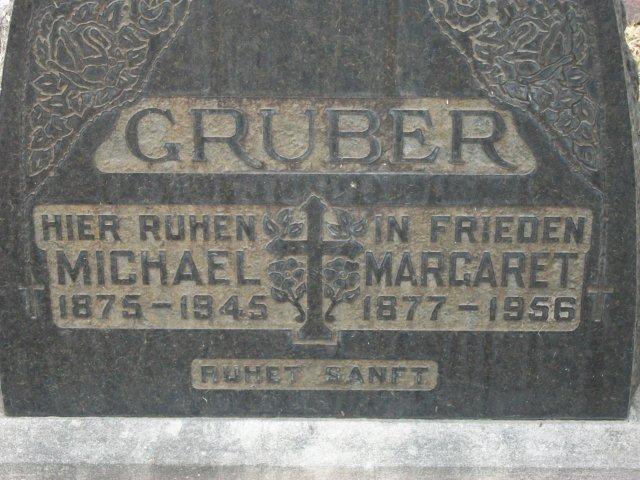 GRUBER
HIER RUHEN IN FRIEDEN
MICHAEL MARGARET
1875-1945 1877-1956
RUHET SANFT